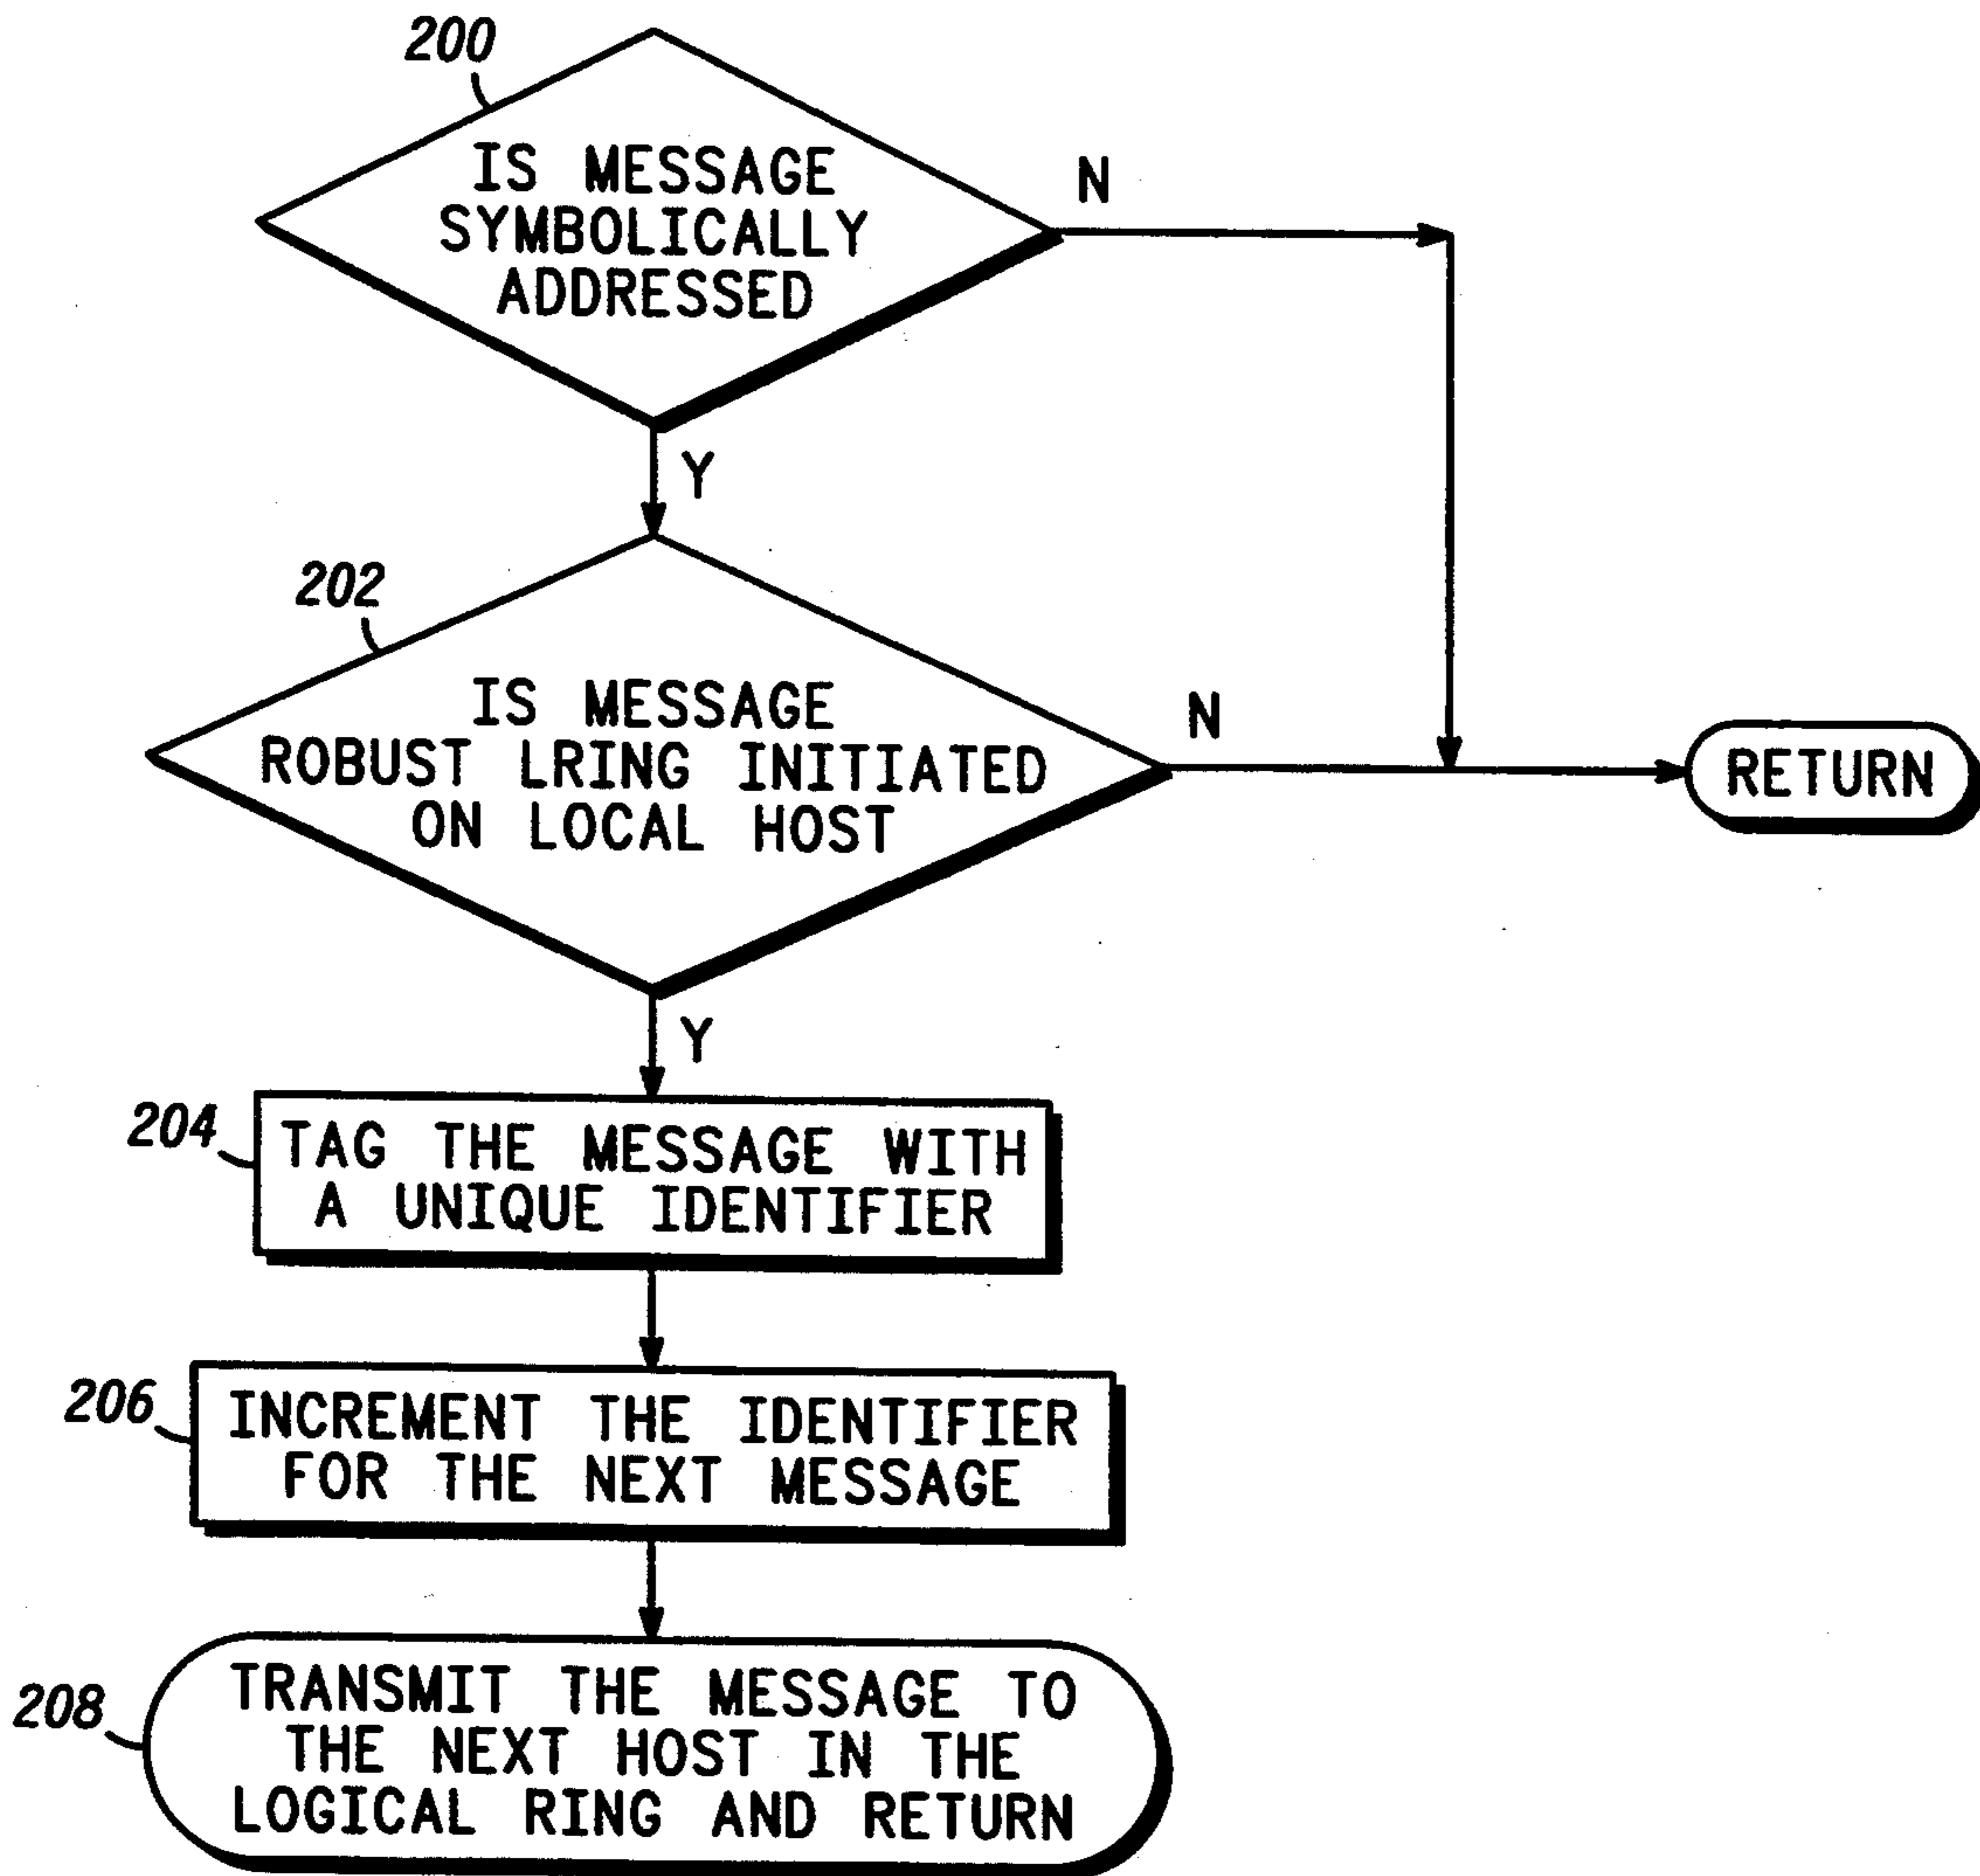 200
IS MESSAGE
SYMBOLICALLY
ADDRESSED
N
Y
202
IS MESSAGE
ROBUST LRING INITIATED
ON LOCAL HOST
N
RETURN
Y
204
TAG THE MESSAGE WITH
A UNIQUE IDENTIFIER
206
INCREMENT THE IDENTIFIER
FOR THE NEXT MESSAGE
208
TRANSMIT THE MESSAGE TO
THE NEXT HOST IN THE
LOGICAL RING AND RETURN